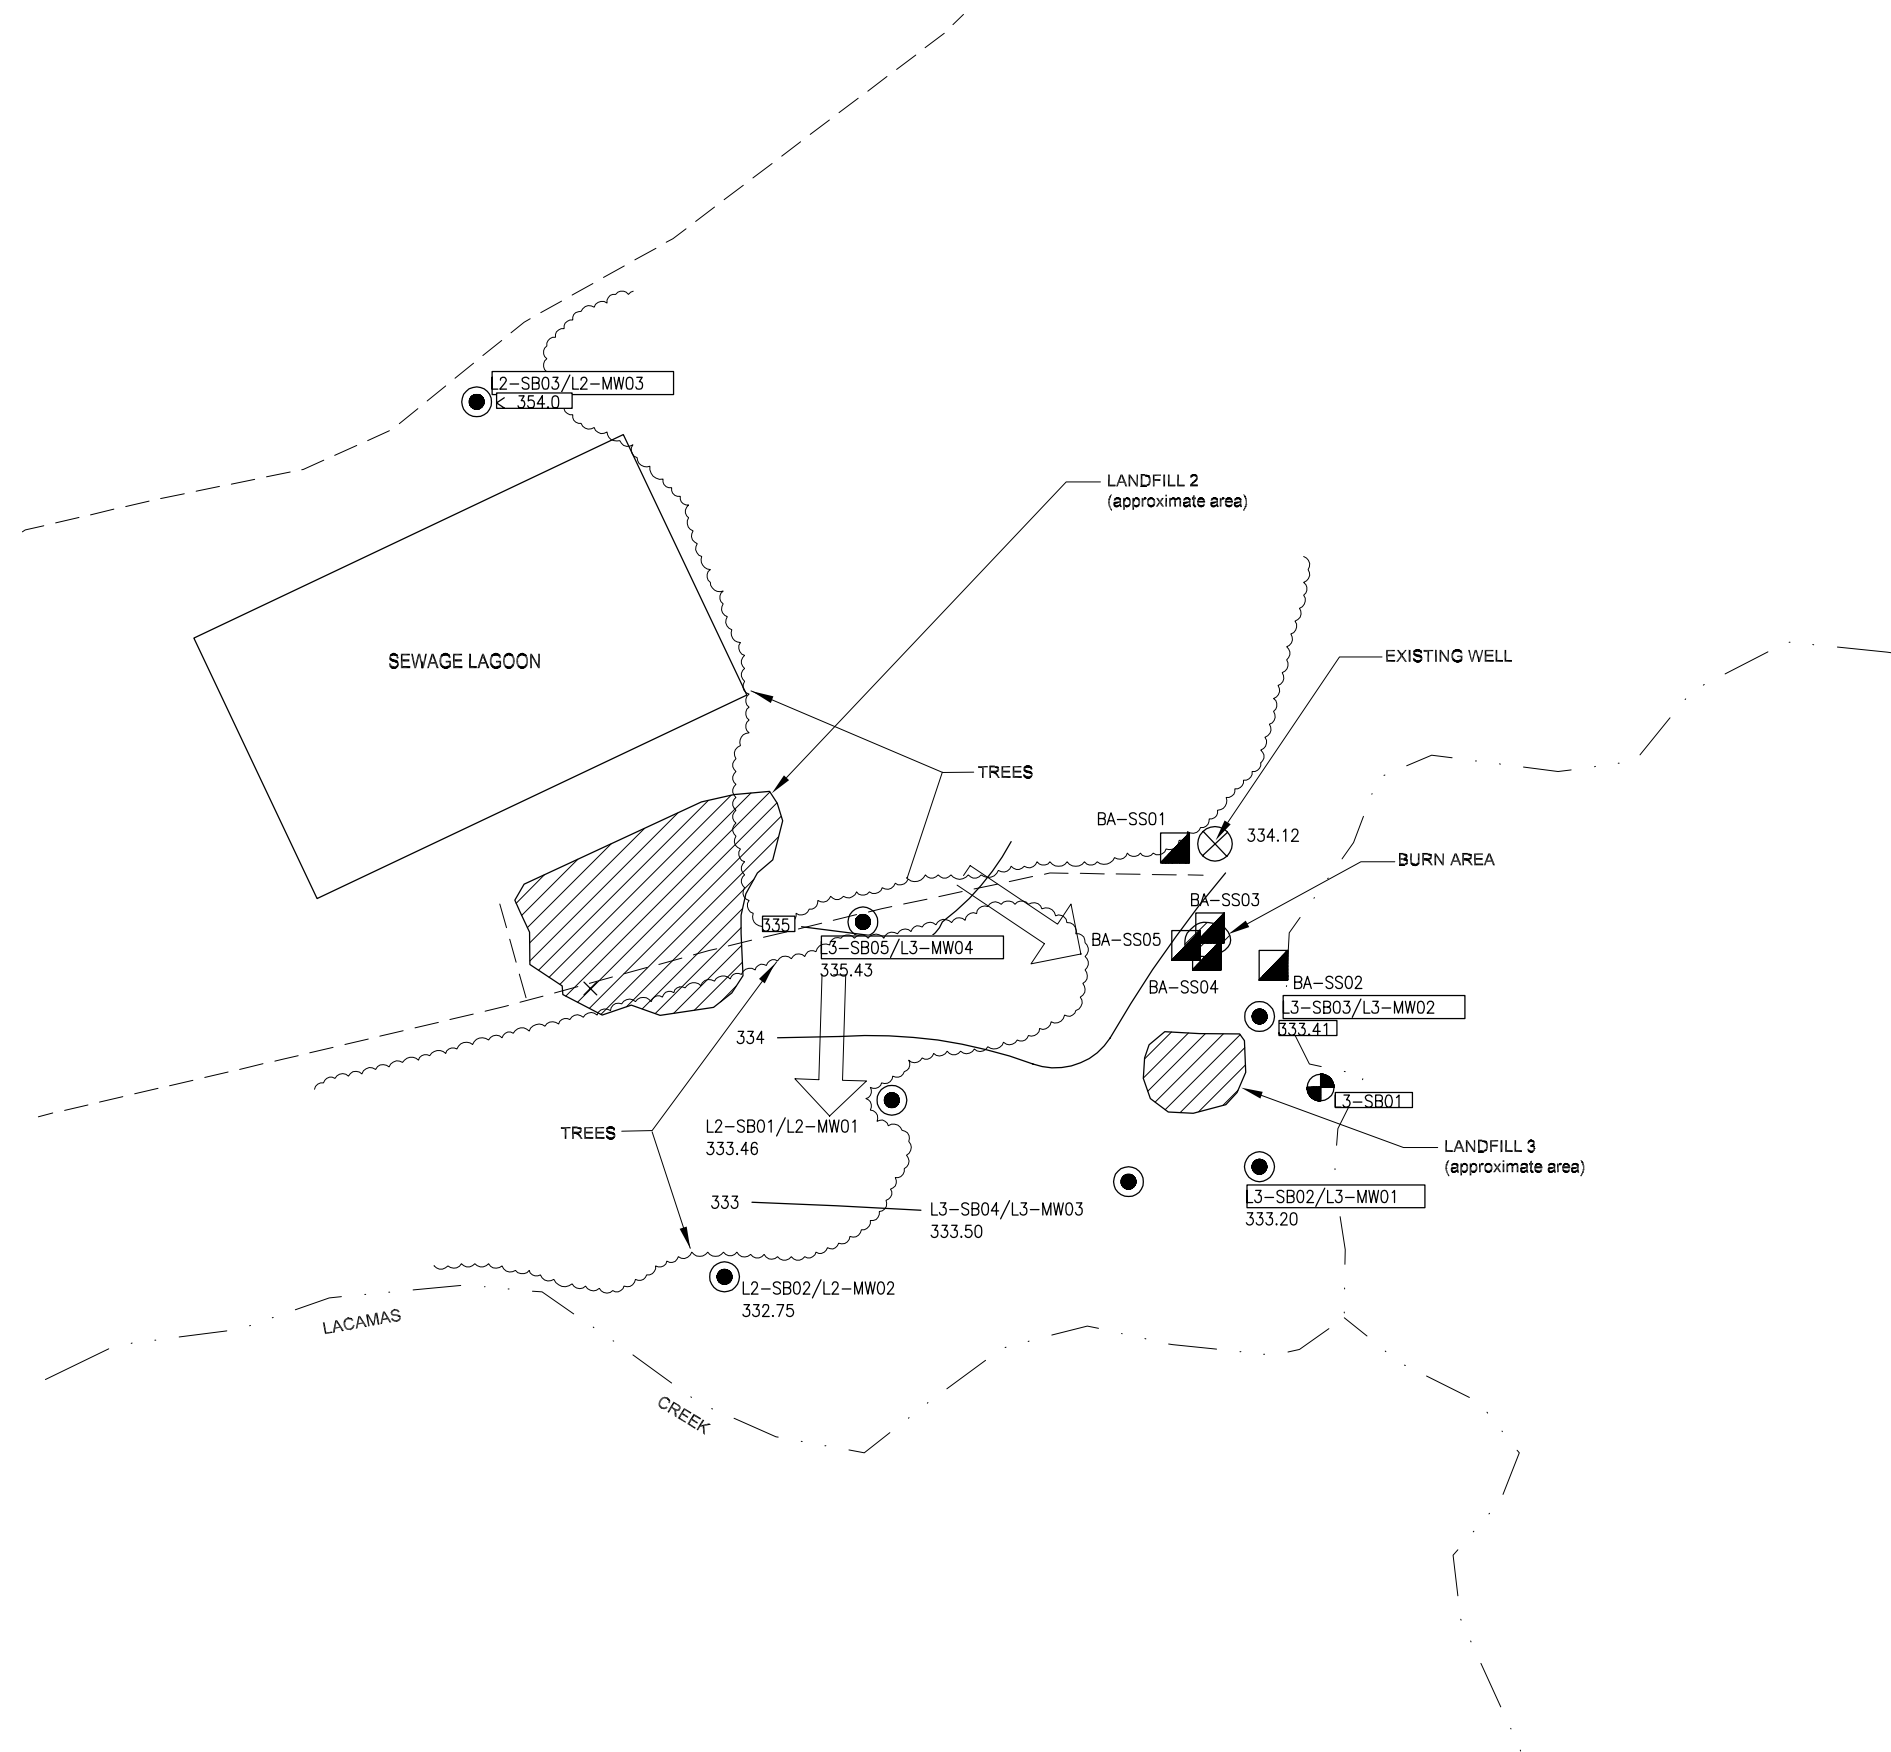 L2-SB03/L2-MW03
< 354.0
LANDFILL 2
(approximate area)
SEWAGE LAGOON
EXISTING WELL
TREES
BA-SS01
334.12
BURN AREA
BA-SS03
335
L3-SB05/L3-MW04
335.43
BA-SS05
BA-SS04
BA-SS02
L3-SB03/L3-MW02
333.41
334
L3-SB01
L2-SB01/L2-MW01
333.46
TREES
LANDFILL 3
(approximate area)
333
L3-SB04/L3-MW03
333.50
L3-SB02/L3-MW01
333.20
L2-SB02/L2-MW02
332.75
LACAMAS
CREEK